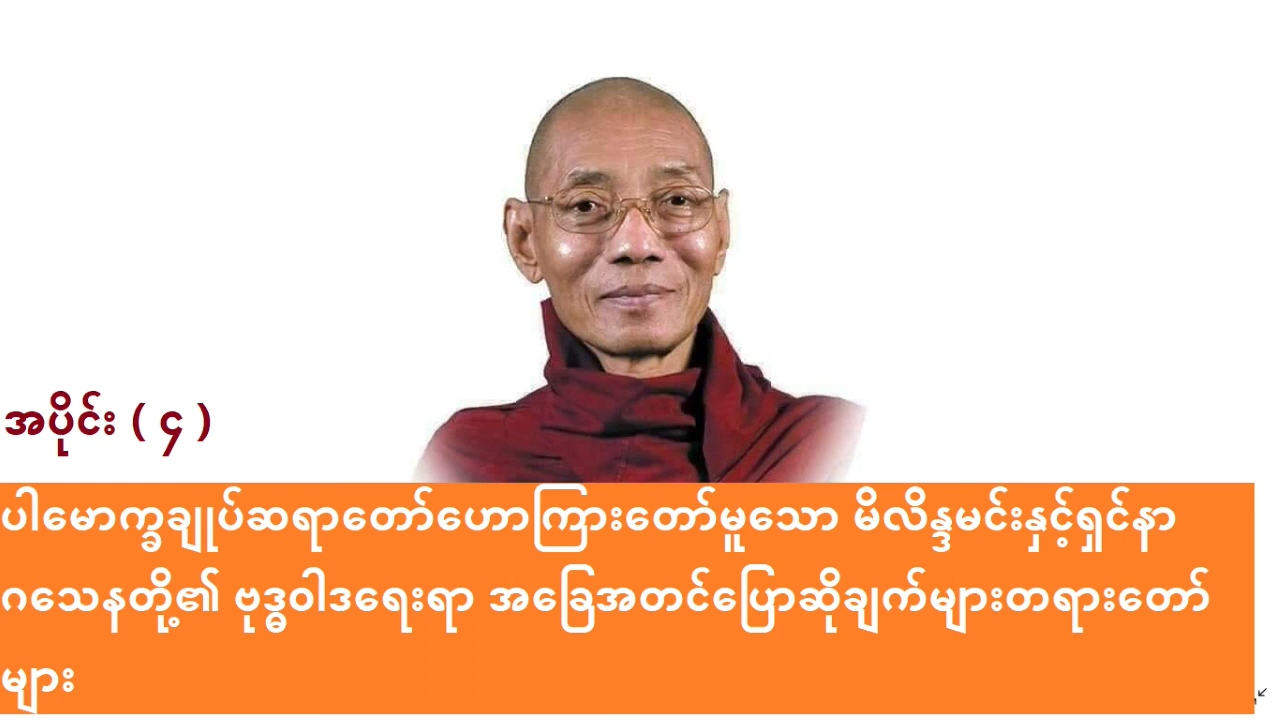 အပိုင်း ( ၄ )
ပါမောက္ခချုပ်ဆရာတော်ဟောကြားတော်မူသော မိလိန္ဒမင်းနှင့်ရှင်နာ
ဂသေနတို့၏ ဗုဒ္ဓဝါဒရေးရာ အခြေအတင်ပြောဆိုချက်များတရားတော်
များ